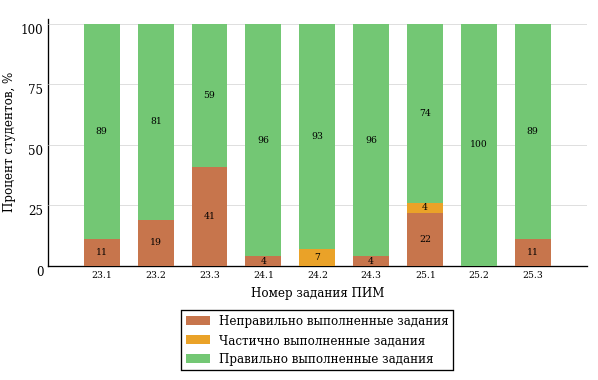 100
75
50
25
0
Процент студентов, %
89 81 59 96 93 96 74 100 89
11 19 41 4 7 4 4 22 11
23.1 23.2 23.3 24.1 24.2 24.3 25.1 25.2 25.3
Номер задания ПИМ
Неправильно выполненные задания
Частично выполненные задания
Правильно выполненные задания